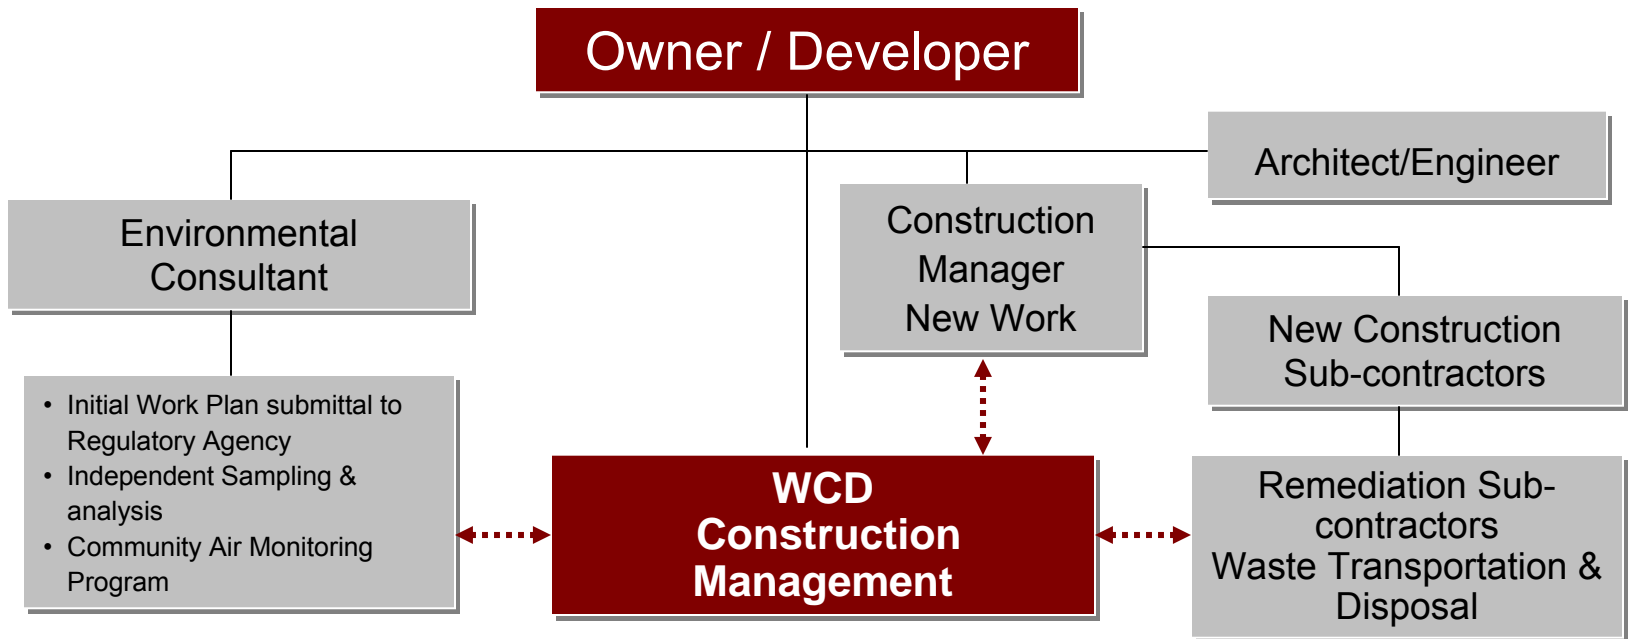 Owner / Developer
Architect/Engineer
Environmental
Consultant
Construction
Manager
New Work
New Construction
Sub-contractors
• Initial Work Plan submittal to
Regulatory Agency
• Independent Sampling &
analysis
• Community Air Monitoring
Program
WCD
Construction
Management
Remediation Sub-
contractors
Waste Transportation &
Disposal